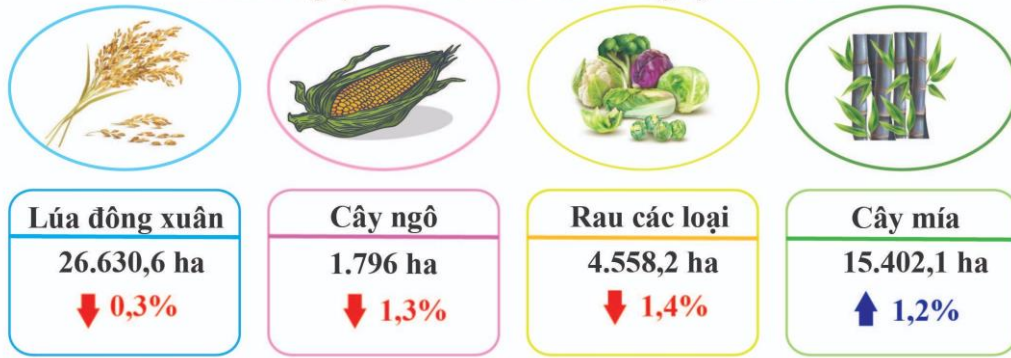 Lúa đông xuân
26.630,6 ha
0,3%
Cây ngô
1.796 ha
1,3%
Rau các loại
4.558,2 ha
1,4%
Cây mía
15.402,1 ha
1,2%